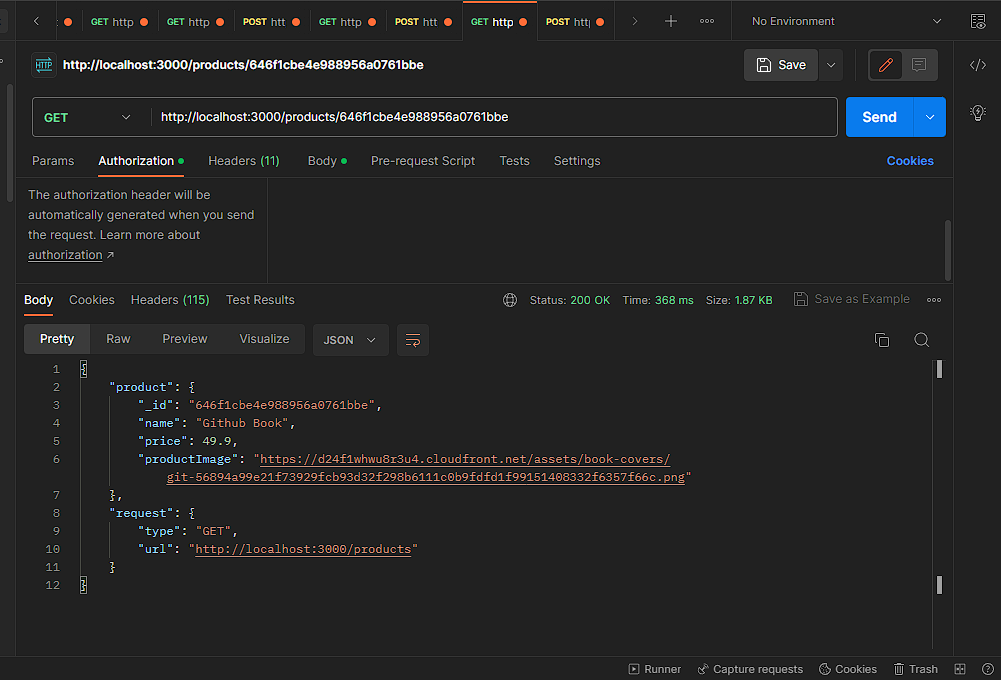 GET http
GET http
POST htt
GET http
POST htt
GET http
POST htt
No Environment
HTTP
http://localhost:3000/products/646f1cbe4e988956a0761bbe
Save
GET
http://localhost:3000/products/646f1cbe4e988956a0761bbe
Send
Params
Authorization
Headers (11)
Body
Pre-request Script
Tests
Settings
Cookies
The authorization header will be
automatically generated when you send
the request. Learn more about
authorization ↗
Body
Cookies
Headers (115)
Test Results
Status: 200 OK
Time: 368 ms
Size: 1.87 KB
Save as Example
Pretty
Raw
Preview
Visualize
JSON
1 {
2 "product": {
3 "_id": "646f1cbe4e988956a0761bbe",
4 "name": "Github Book",
5 "price": 49.9,
6 "productImage": "https://d24f1whwu8r3u4.cloudfront.net/assets/book-covers/
git-56894a99e21f73929fcb93d32f298b6111c0b9fdfd1f99151408332f6357f66c.png"
7 },
8 "request": {
9 "type": "GET",
10 "url": "http://localhost:3000/products"
11 }
12 }
Runner
Capture requests
Cookies
Trash